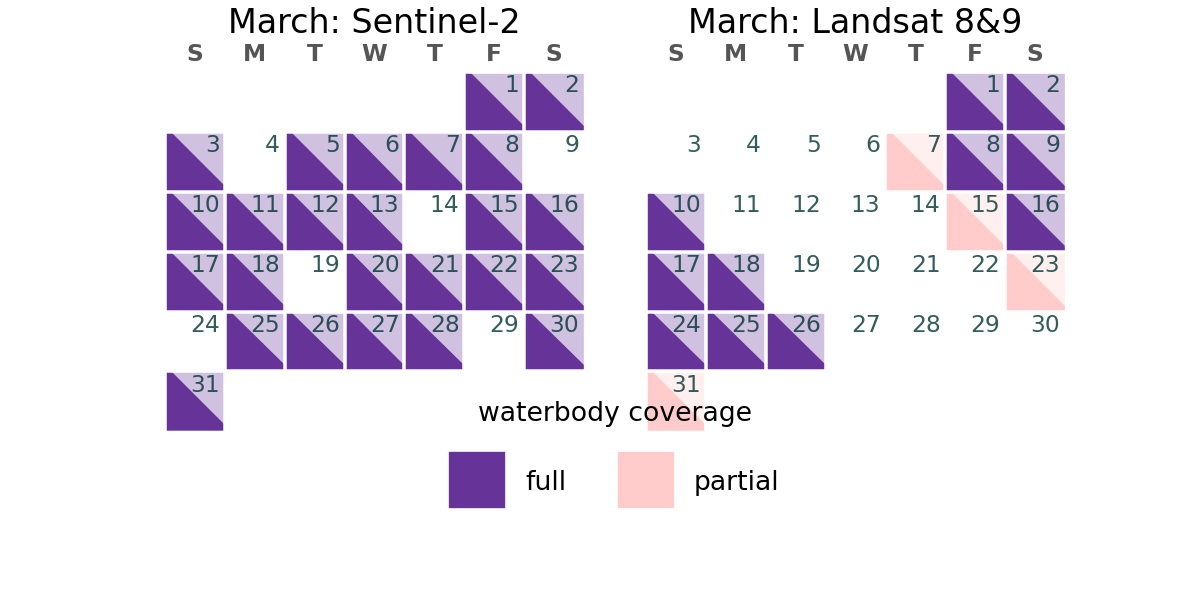 March: Sentinel-2
S M T W T F S
1 2
3 4 5 6 7 8 9
10 11 12 13 14 15 16
17 18 19 20 21 22 23
24 25 26 27 28 29 30
31
March: Landsat 8&9
S M T W T F S
1 2
3 4 5 6 7 8 9
10 11 12 13 14 15 16
17 18 19 20 21 22 23
24 25 26 27 28 29 30
31
waterbody coverage
full partial